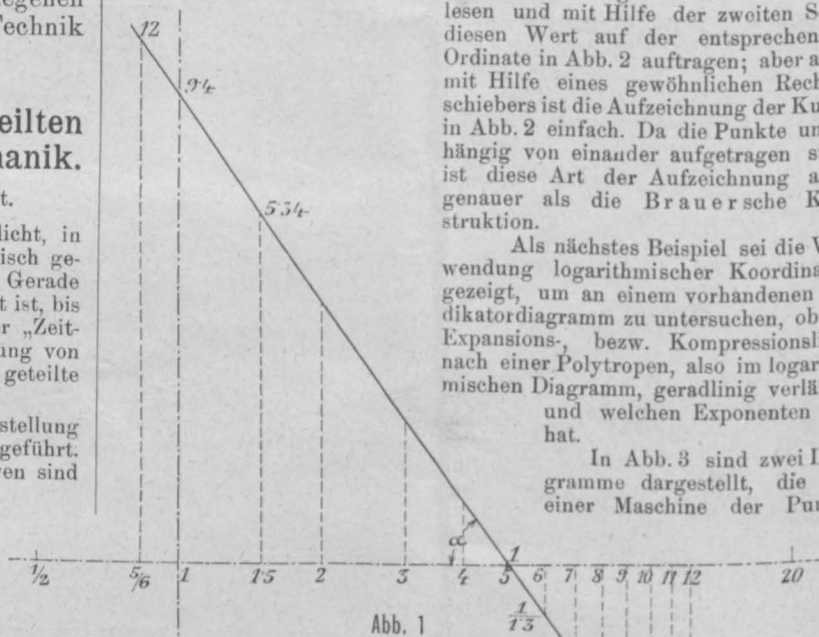 egenen
Technik
eilten
anik.
t.
licht, in
isch ge-
Gerade
t ist, bis
r „Zeit-
ung von
geteilte
stellung
geführt.
en sind
12
9·4
5·34
lesen und mit Hilfe der zweiten S
diesen Wert auf der entsprechen
Ordinate in Abb. 2 auftragen; aber a
mit Hilfe eines gewöhnlichen Rech
schiebers ist die Aufzeichnung der Ku
in Abb. 2 einfach. Da die Punkte un
hängig von einander aufgetragen s
ist diese Art der Aufzeichnung a
genauer als die Brauersche K
struktion.
Als nächstes Beispiel sei die V
wendung logarithmischer Koordina
gezeigt, um an einem vorhandenen
dikatordiagramm zu untersuchen, ob
Expansions-, bezw. Kompressionsl
nach einer Polytropen, also im logar
mischen Diagramm, geradlinig verlä
und welchen Exponenten
hat.
In Abb. 3 sind zwei I
gramme dargestellt, die
einer Maschine der Pu
α 1
1/2 5/6 1 1·5 2 3 4 5 6 7 8 9 10 11 12 20
1/1·3
Abb. 1